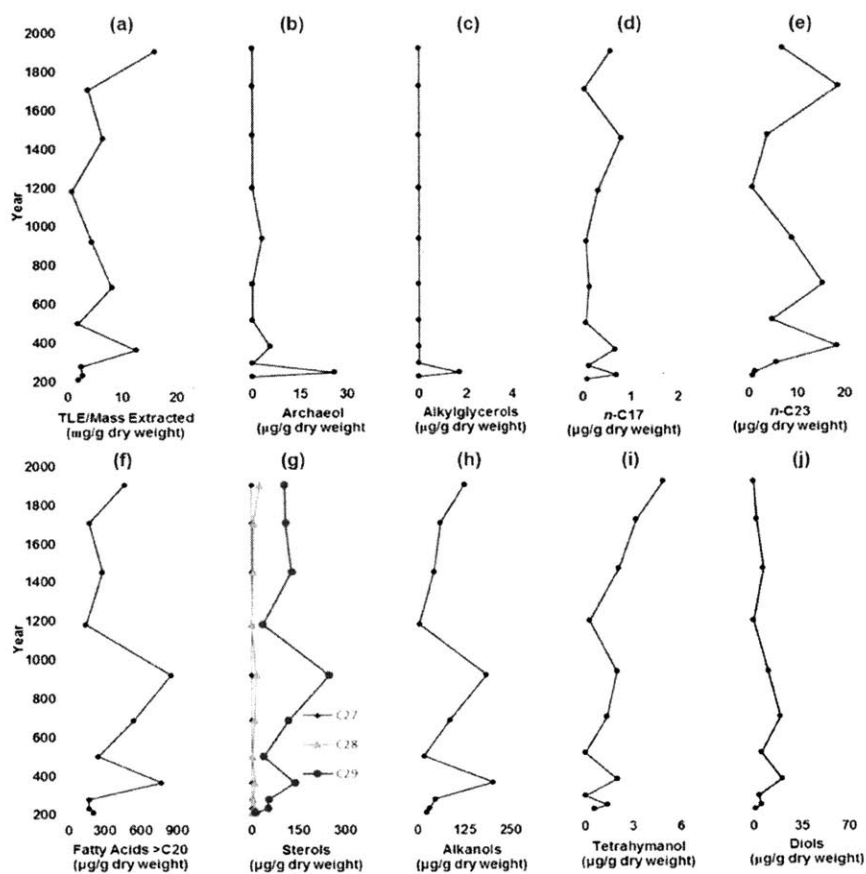 (a) (b) (c) (d) (e)
2000
1800
1600
1400
1200
1000
800
600
400
200
Year
0 10 20
TLE/Mass Extracted
(mg/g dry weight)
0 15 30
Archaeol
(µg/g dry weight
0 2 4
Alkylglycerols
(µg/g dry weight)
0 1 2
n-C17
(µg/g dry weight)
0 10 20
n-C23
(µg/g dry weight)
(f) (g) (h) (i) (j)
2000
1800
1600
1400
1200
1000
800
600
400
200
Year
C27
C28
C29
0 300 600 900
Fatty Acids >C20
(µg/g dry weight)
0 150 300
Sterols
(µg/g dry weight)
0 125 250
Alkanols
(µg/g dry weight)
0 3 6
Tetrahymanol
(µg/g dry weight)
0 35 70
Diols
(µg/g dry weight)